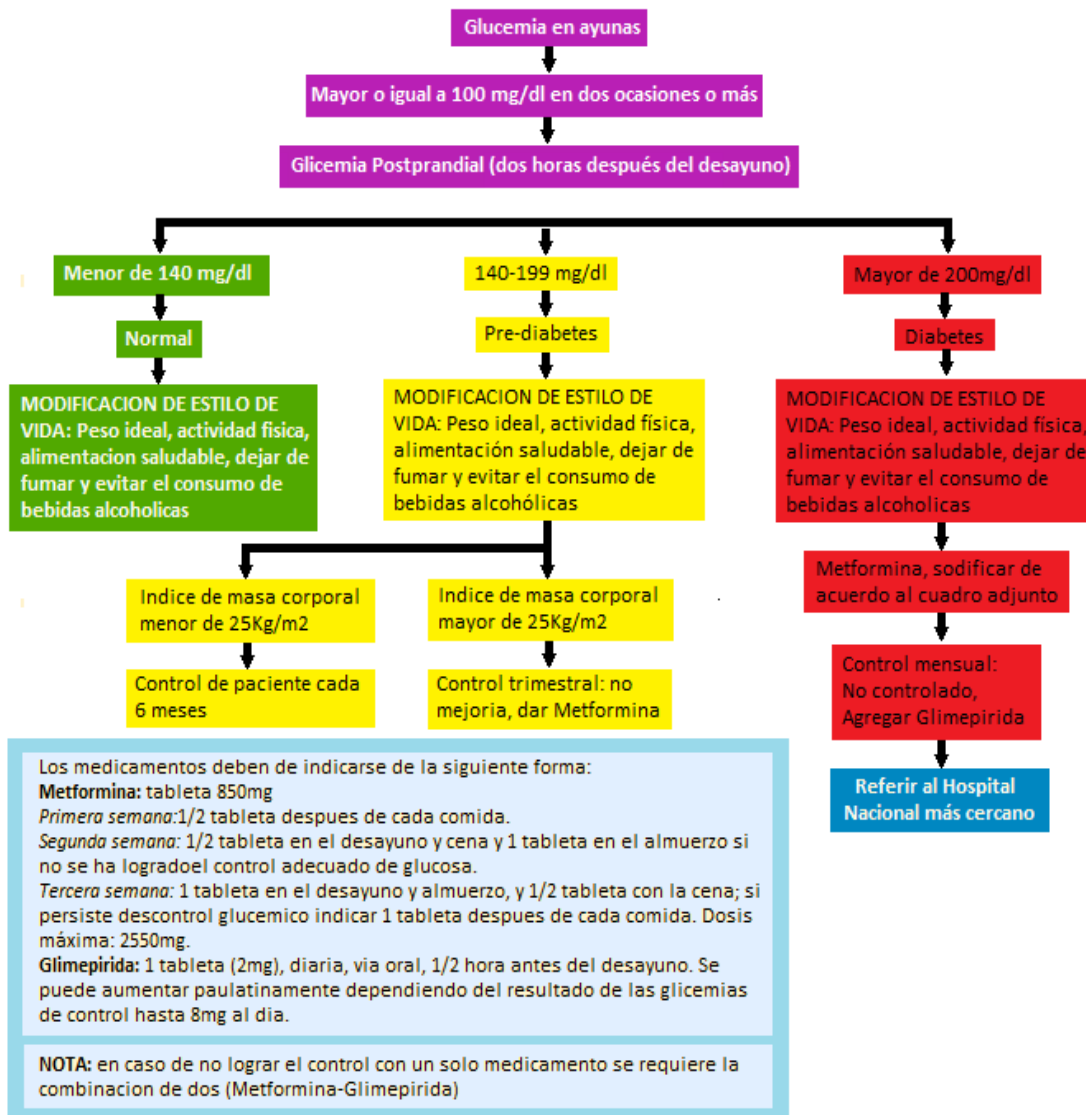 Glucemia en ayunas
Mayor o igual a 100 mg/dl en dos ocasiones o más
Glicemia Postprandial (dos horas después del desayuno)
Menor de 140 mg/dl
140-199 mg/dl
Mayor de 200mg/dl
Normal
Pre-diabetes
Diabetes
MODIFICACION DE ESTILO DE
VIDA: Peso ideal, actividad física,
alimentacion saludable, dejar de
fumar y evitar el consumo de
bebidas alcoholicas
MODIFICACION DE ESTILO DE
VIDA: Peso ideal, actividad física,
alimentación saludable, dejar de
fumar y evitar el consumo de
bebidas alcohólicas
MODIFICACION DE ESTILO DE
VIDA: Peso ideal, actividad física,
alimentación saludable, dejar de
fumar y evitar el consumo de
bebidas alcohólicas
Indice de masa corporal
menor de 25Kg/m2
Indice de masa corporal
mayor de 25Kg/m2
Metformina, sodificar de
acuerdo al cuadro adjunto
Control de paciente cada
6 meses
Control trimestral: no
mejoria, dar Metformina
Control mensual:
No controlado,
Agregar Glimepirida
Referir al Hospital
Nacional más cercano
Los medicamentos deben de indicarse de la siguiente forma:
Metformina: tableta 850mg
Primera semana:1/2 tableta despues de cada comida.
Segunda semana: 1/2 tableta en el desayuno y cena y 1 tableta en el almuerzo si
no se ha logradoel control adecuado de glucosa.
Tercera semana: 1 tableta en el desayuno y almuerzo, y 1/2 tableta con la cena; si
persiste descontrol glucemico indicar 1 tableta despues de cada comida. Dosis
máxima: 2550mg.
Glimepirida: 1 tableta (2mg), diaria, via oral, 1/2 hora antes del desayuno. Se
puede aumentar paulatinamente dependiendo del resultado de las glicemias
de control hasta 8mg al dia.
NOTA: en caso de no lograr el control con un solo medicamento se requiere la
combinacion de dos (Metformina-Glimepirida)